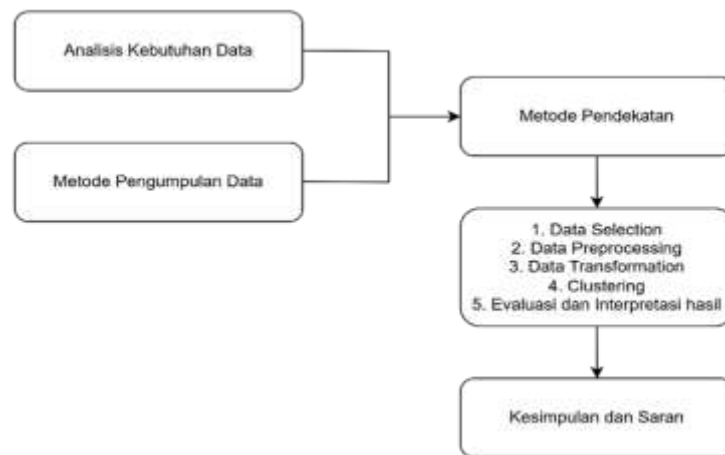 Analisis Kebutuhan Data
Metode Pengumpulan Data
Metode Pendekatan
1. Data Selection
2. Data Preprocessing
3. Data Transformation
4. Clustering
5. Evaluasi dan Interpretasi hasil
Kesimpulan dan Saran